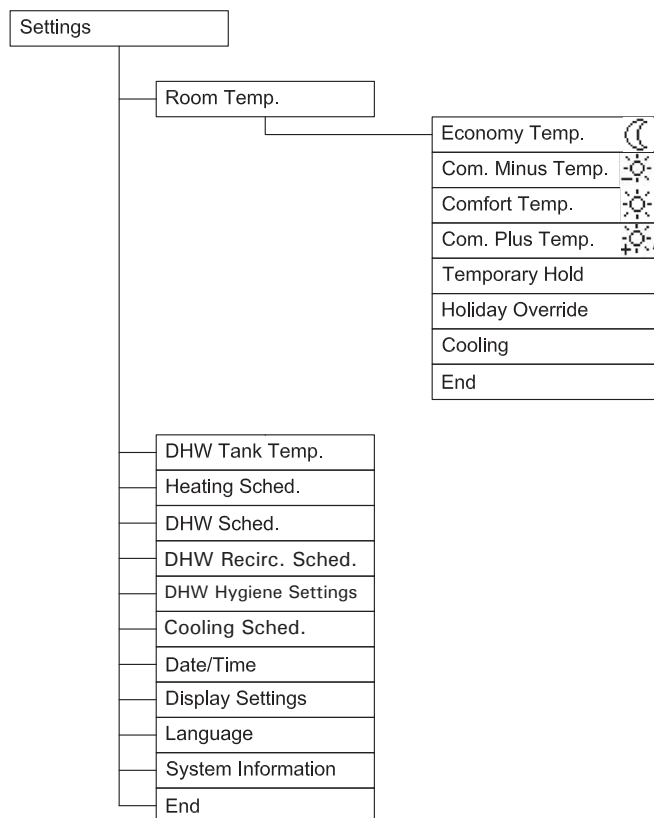 Settings
Room Temp.
Economy Temp.
Com. Minus Temp.
Comfort Temp.
Com. Plus Temp.
Temporary Hold
Holiday Override
Cooling
End
DHW Tank Temp.
Heating Sched.
DHW Sched.
DHW Recirc. Sched.
DHW Hygiene Settings
Cooling Sched.
Date/Time
Display Settings
Language
System Information
End